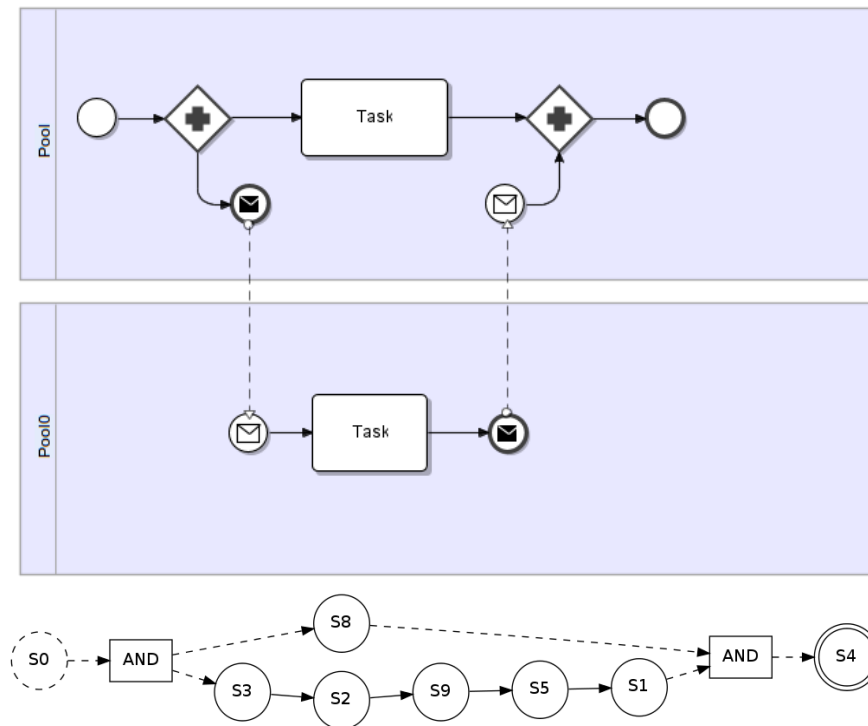 Pool
Task
Pool0
Task
S0
AND
S8
S3
S2
S9
S5
S1
AND
S4